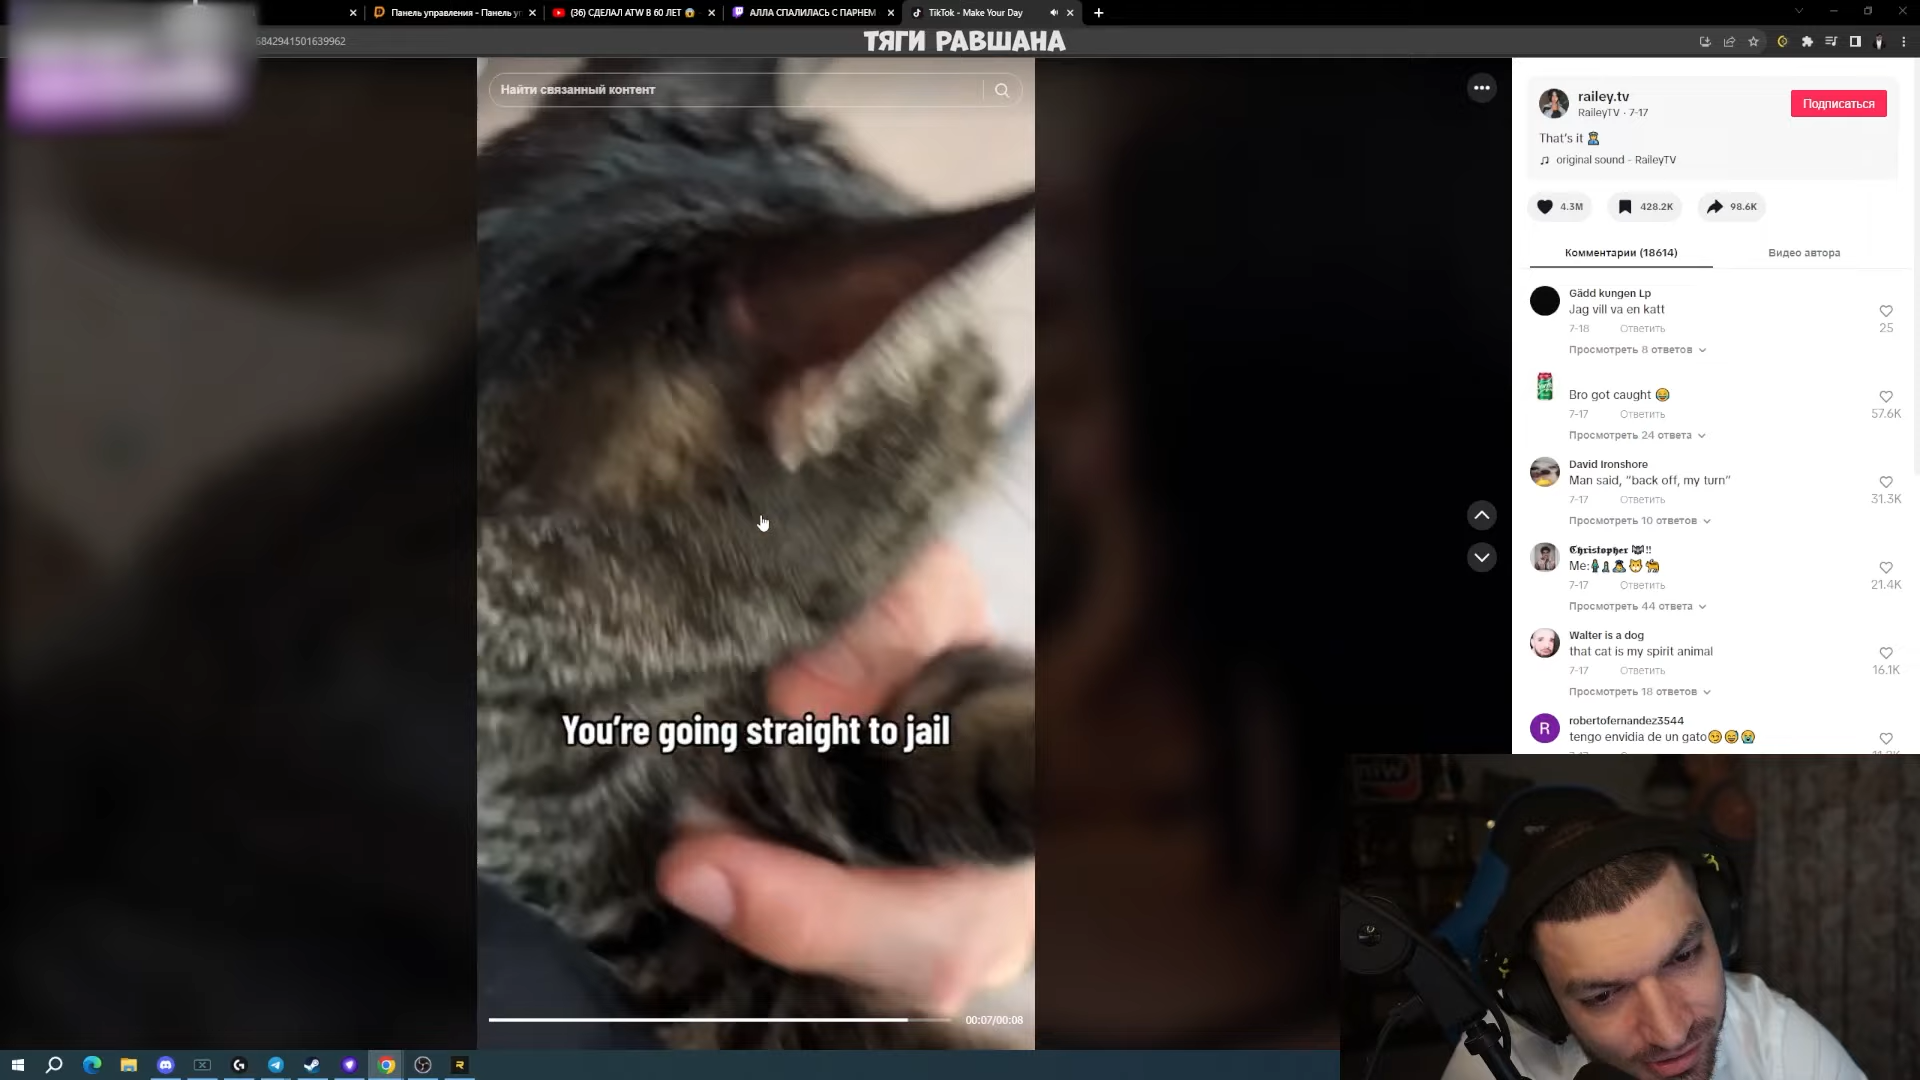 Панель управления - Панель у
(36) СДЕЛАЛ ATW В 60 ЛЕТ 😱
АЛЛА СПАЛИЛАСЬ С ПАРНЕМ
TikTok - Make Your Day
6842941501639962
ТЯГИ РАВШАНА
Найти связанный контент
railey.tv
RaileyTV · 7-17
Подписаться
That's it 👮
original sound - RaileyTV
4.3M
428.2K
98.6K
Комментарии (18614)
Видео автора
Gädd kungen Lp
Jag vill va en katt
7-18 Ответить
25
Просмотреть 8 ответов
Bro got caught 😂
7-17 Ответить
57.6K
Просмотреть 24 ответа
David Ironshore
Man said, “back off, my turn”
7-17 Ответить
31.3K
Просмотреть 10 ответов
𝕮𝖍𝖗𝖎𝖘𝖙𝖔𝖕𝖍𝖊𝖗 !!
Me:
7-17 Ответить
21.4K
Просмотреть 44 ответа
Walter is a dog
that cat is my spirit animal
7-17 Ответить
16.1K
Просмотреть 18 ответов
robertofernandez3544
tengo envidia de un gato😏😅😭
R
You're going straight to jail
00:07/00:08